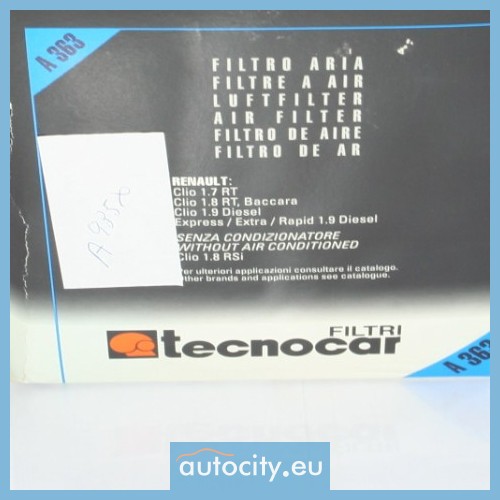 A 363
FILTRO ARIA
FILTRE A AIR
LUFTFILTER
AIR FILTER
FILTRO DE AIRE
FILTRO DE AR
RENAULT:
Clio 1.7 RT
Clio 1.8 RT, Baccara
Clio 1.9 Diesel
Express / Extra / Rapid 1.9 Diesel
SENZA CONDIZIONATORE
WITHOUT AIR CONDITIONED
Clio 1.8 RSi
Per ulteriori applicazioni consultare il catalogo.
other brands and applications see catalogue.
FILTRI
tecnocar
A 363
autocity.eu